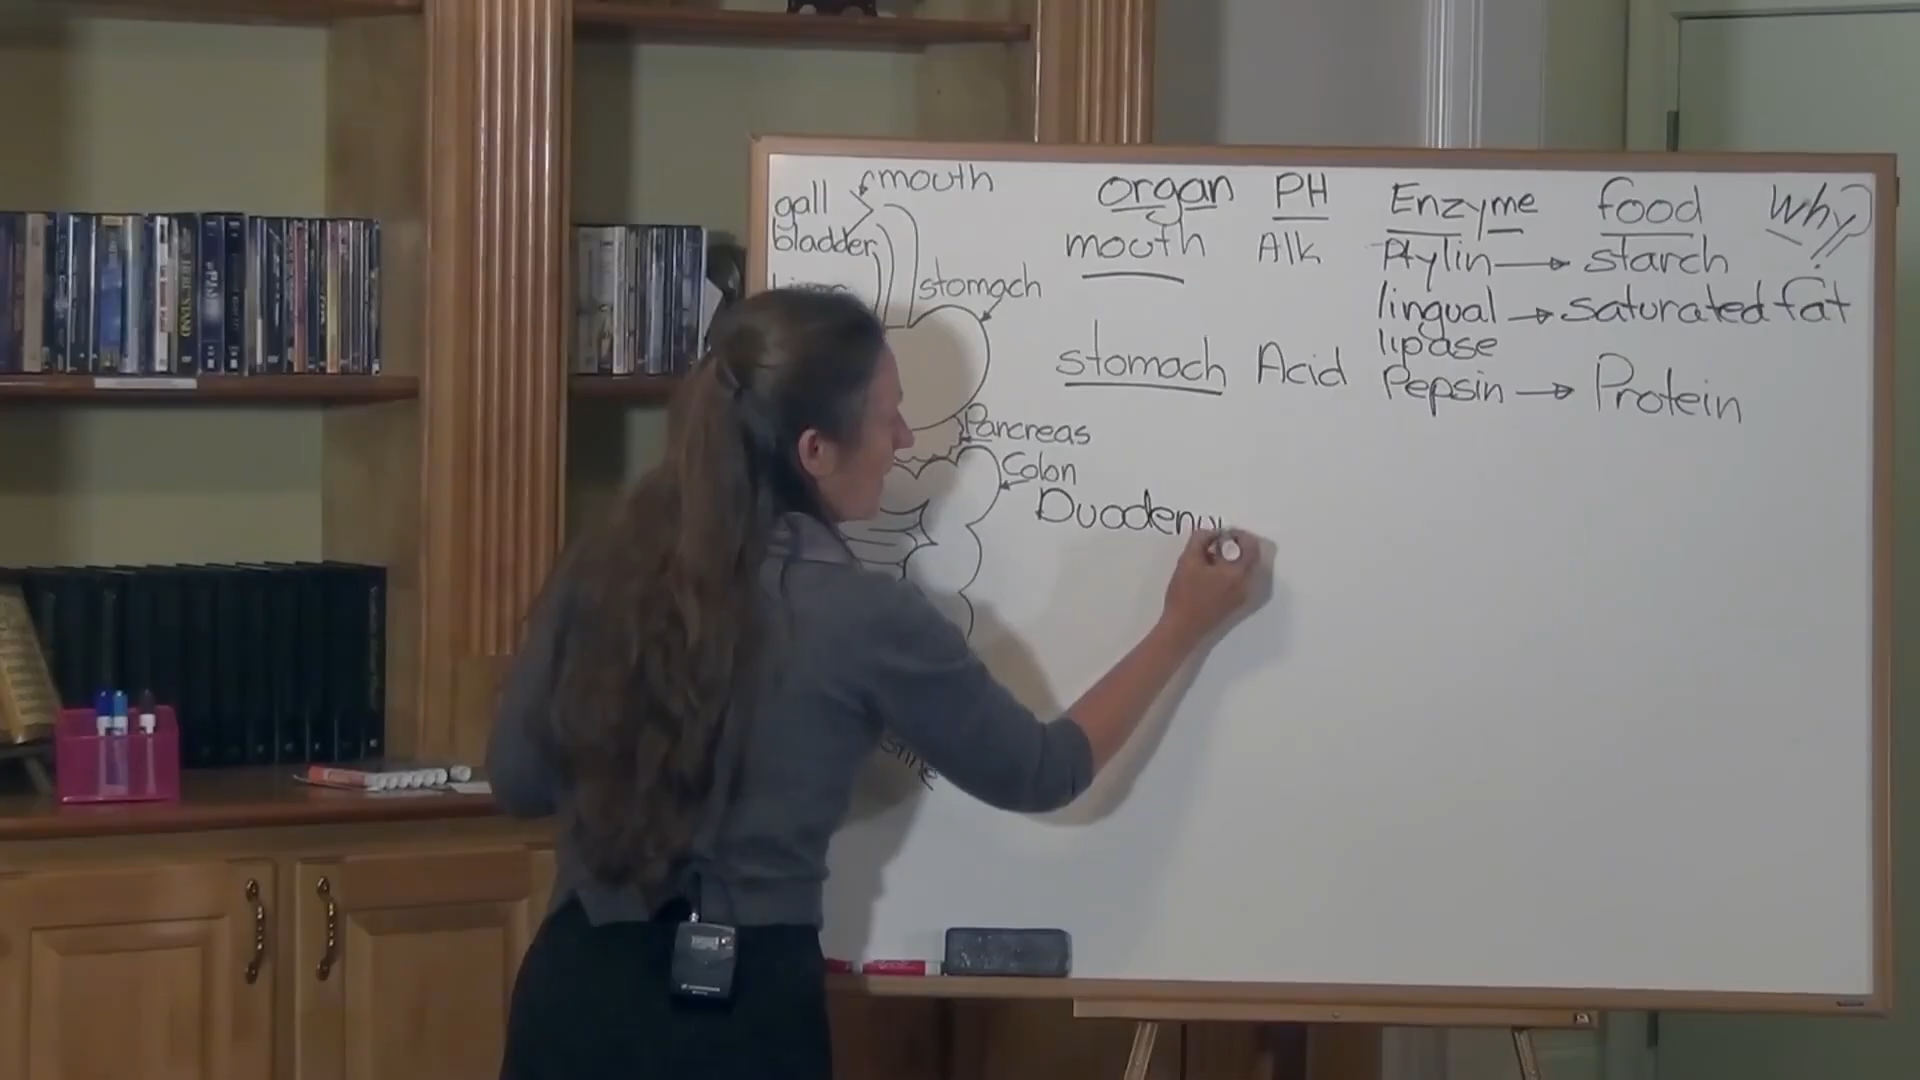 mouth
gall
bladder
stomach
Pancreas
Colon
organ PH Enzyme food Why?
mouth Alk Ptylin → starch
lingual → saturated fat
lipase
stomach Acid Pepsin → Protein
Duodenu